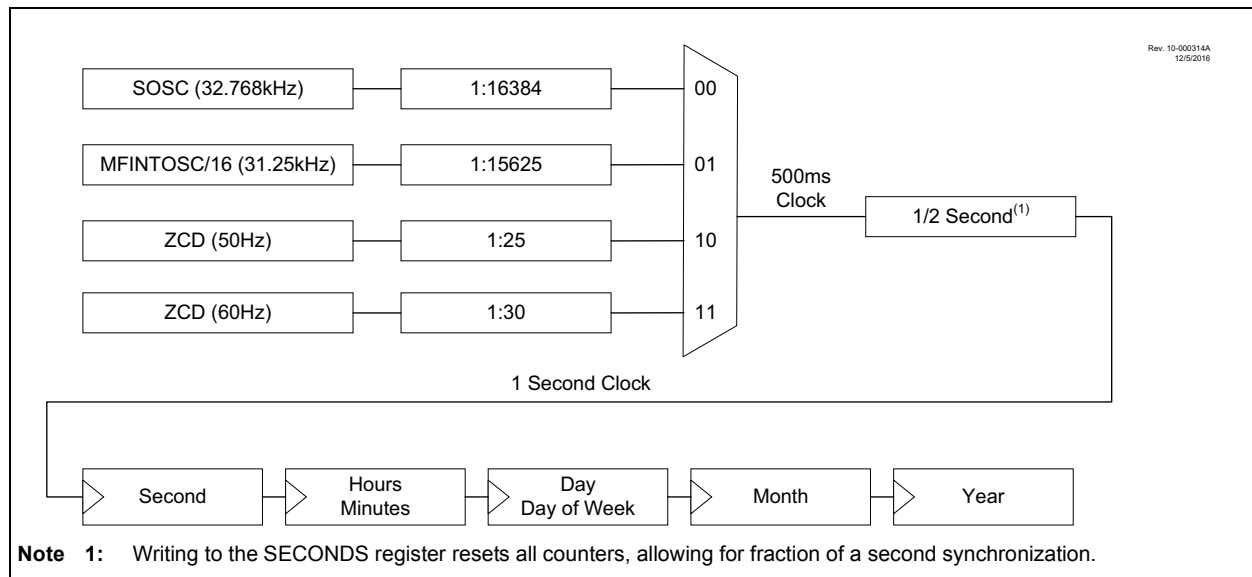 Rev. 10-000314A
12/5/2016
SOSC (32.768kHz)
1:16384
00
MFINTOSC/16 (31.25kHz)
1:15625
01
500ms
Clock
1/2 Second(1)
ZCD (50Hz)
1:25
10
ZCD (60Hz)
1:30
11
1 Second Clock
Second
Hours
Minutes
Day
Day of Week
Month
Year
Note 1: Writing to the SECONDS register resets all counters, allowing for fraction of a second synchronization.